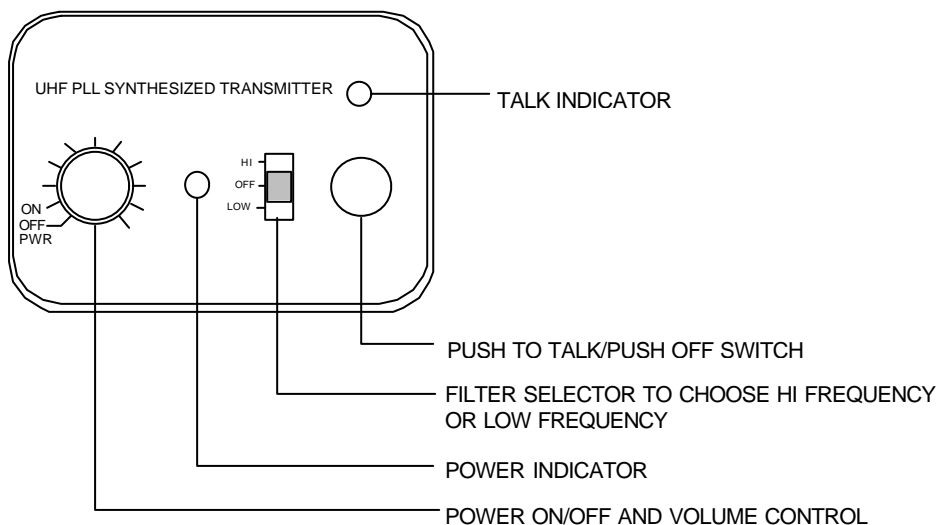 UHF PLL SYNTHESIZED TRANSMITTER
TALK INDICATOR
HI
OFF
LOW
ON
OFF
PWR
PUSH TO TALK/PUSH OFF SWITCH
FILTER SELECTOR TO CHOOSE HI FREQUENCY
OR LOW FREQUENCY
POWER INDICATOR
POWER ON/OFF AND VOLUME CONTROL